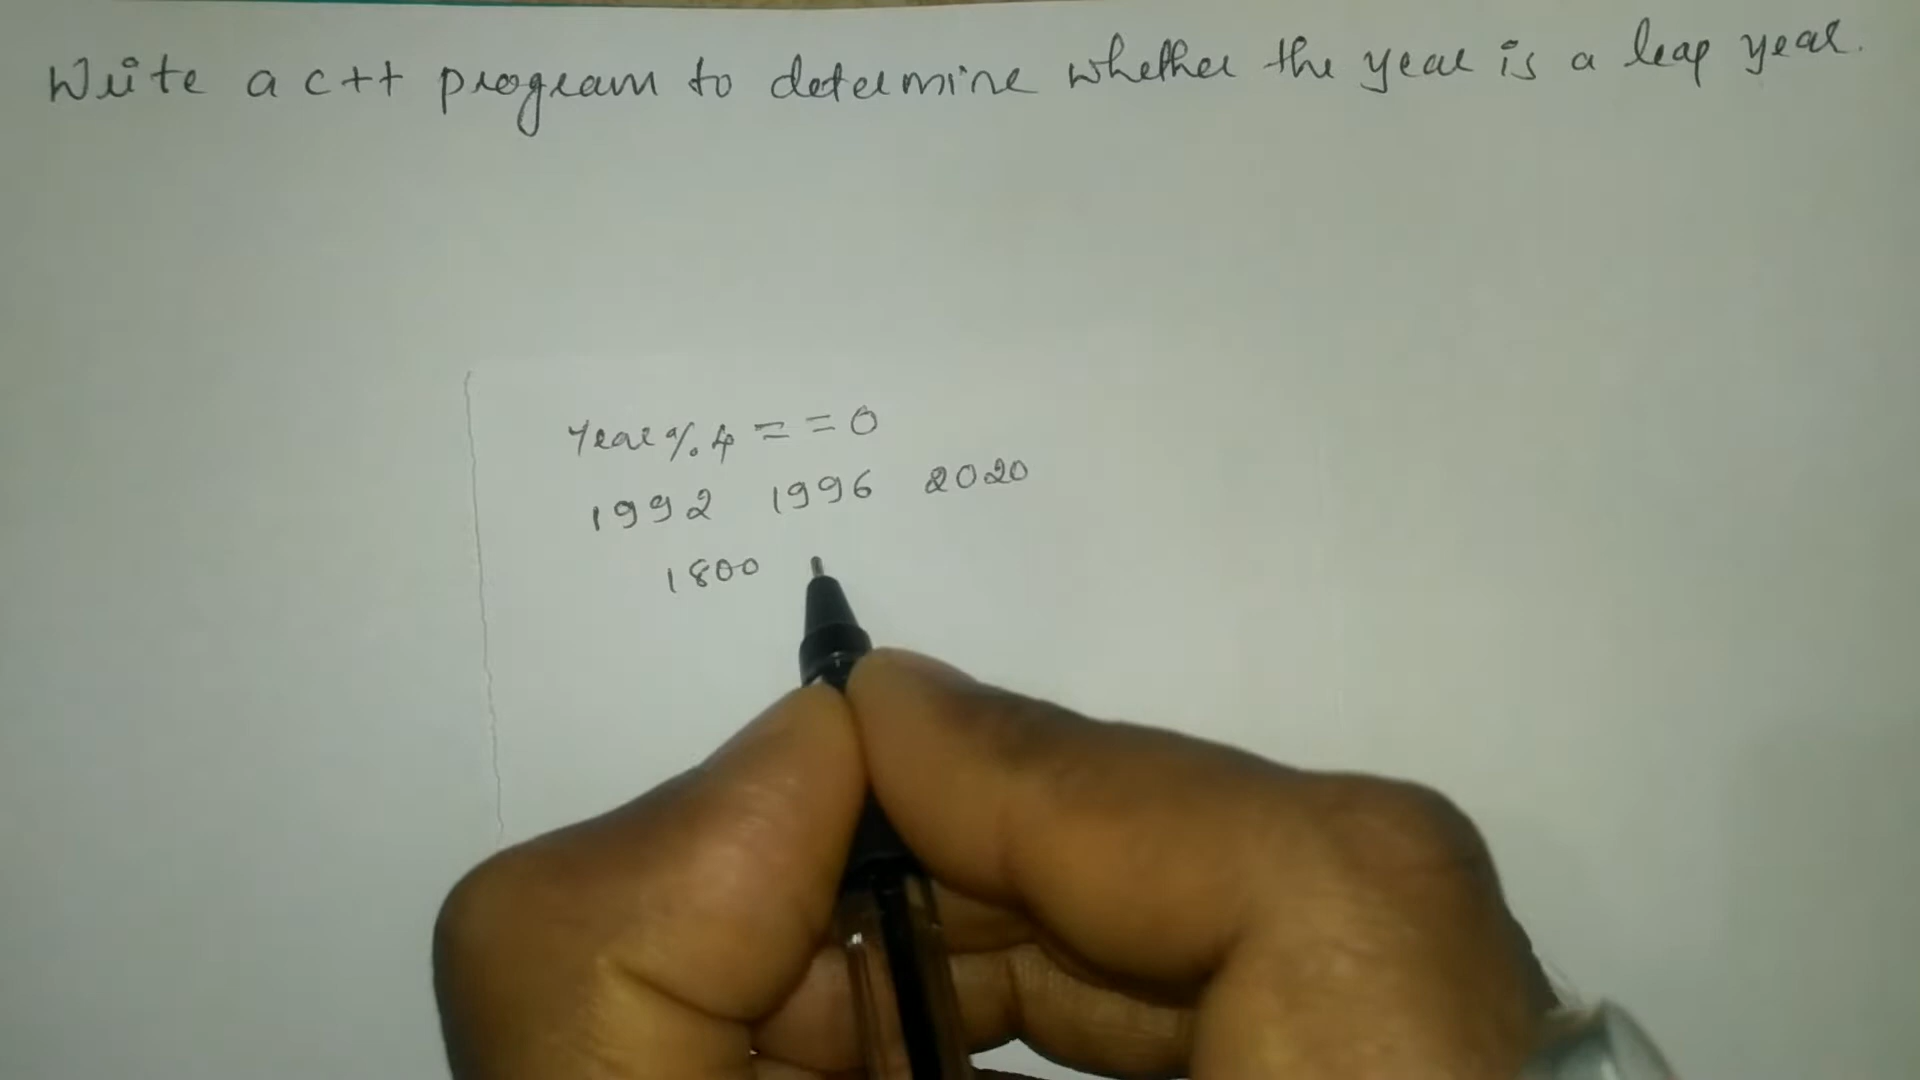 Write a c++ program to determine whether the year is a leap year.
Year % 4 = = 0
1992 1996 2020
1800